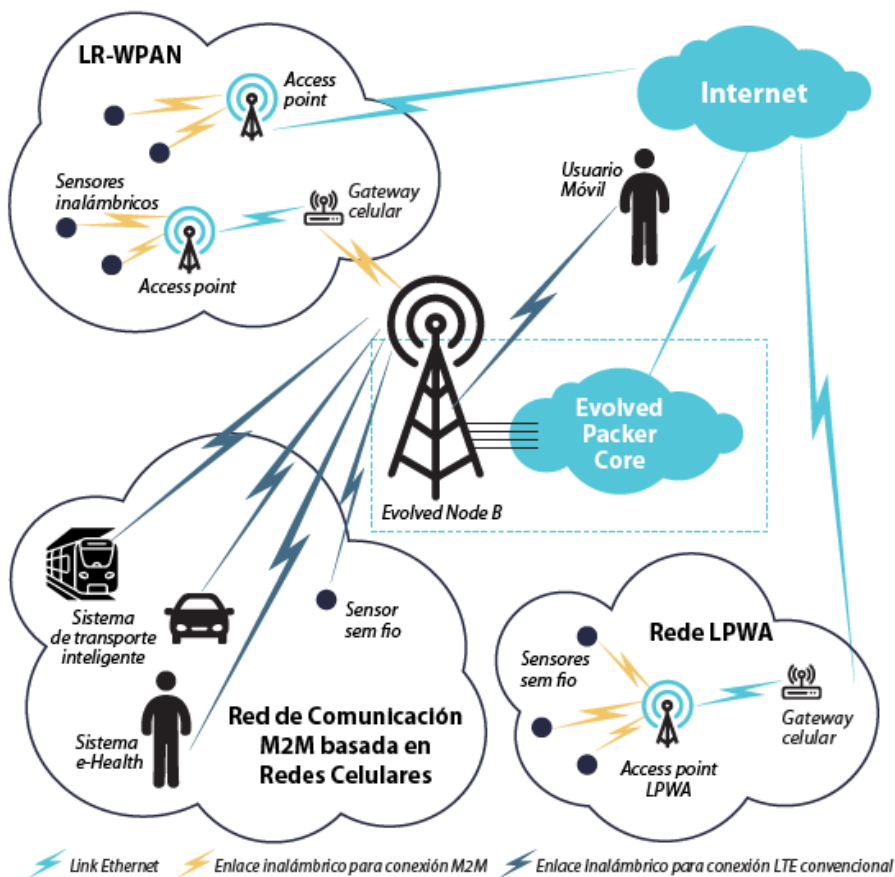 LR-WPAN
Access
point
Internet
Usuario
Móvil
Sensores
inalámbricos
Gateway
celular
Access point
Evolved
Packer
Core
Evolved Node B
Sistema
de transporte
inteligente
Sensor
sem fio
Sistema
e-Health
Red de Comunicación
M2M basada en
Redes Celulares
Rede LPWA
Sensores
sem fio
Gateway
celular
Access point
LPWA
Link Ethernet
Enlace inalámbrico para conexión M2M
Enlace Inalámbrico para conexión LTE convencional